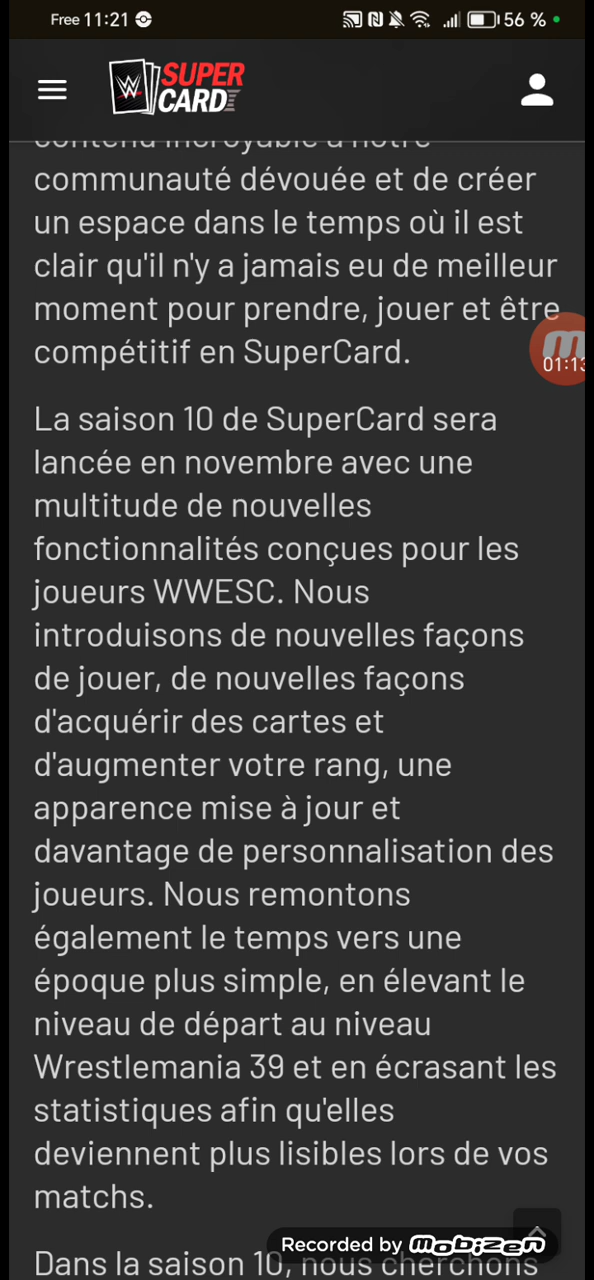 Free 11:21 56 %
W SUPER
CARD
communauté dévouée et de créer
un espace dans le temps où il est
clair qu'il n'y a jamais eu de meilleur
moment pour prendre, jouer et être
compétitif en SuperCard.
01:13
La saison 10 de SuperCard sera
lancée en novembre avec une
multitude de nouvelles
fonctionnalités conçues pour les
joueurs WWESC. Nous
introduisons de nouvelles façons
de jouer, de nouvelles façons
d'acquérir des cartes et
d'augmenter votre rang, une
apparence mise à jour et
davantage de personnalisation des
joueurs. Nous remontons
également le temps vers une
époque plus simple, en élevant le
niveau de départ au niveau
Wrestlemania 39 et en écrasant les
statistiques afin qu'elles
deviennent plus lisibles lors de vos
matchs.
Dans la saison 10, nous cherchons
Recorded by mobizen